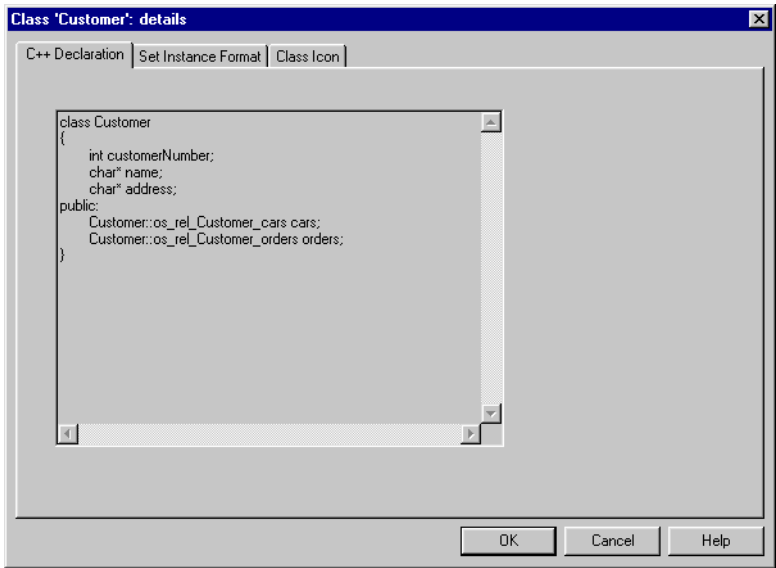 Class 'Customer': details
C++ Declaration Set Instance Format Class Icon
class Customer
{
int customerNumber;
char* name;
char* address;
public:
Customer::os_rel_Customer_cars cars;
Customer::os_rel_Customer_orders orders;
}
OK Cancel Help